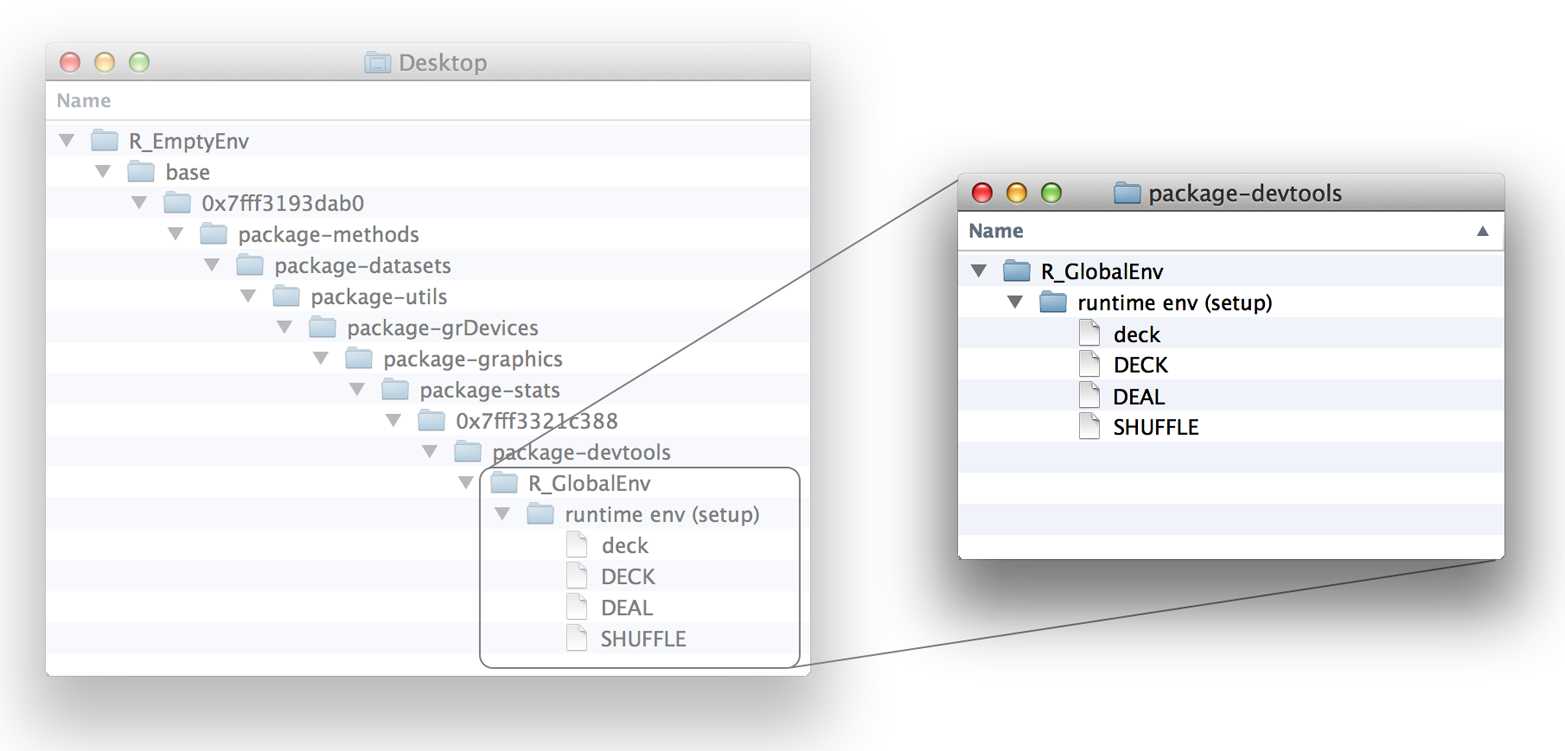 Desktop
Name
R_EmptyEnv
base
0x7fff3193dab0
package-methods
package-datasets
package-utils
package-grDevices
package-graphics
package-stats
0x7fff3321c388
package-devtools
R_GlobalEnv
runtime env (setup)
deck
DECK
DEAL
SHUFFLE
package-devtools
Name
R_GlobalEnv
runtime env (setup)
deck
DECK
DEAL
SHUFFLE